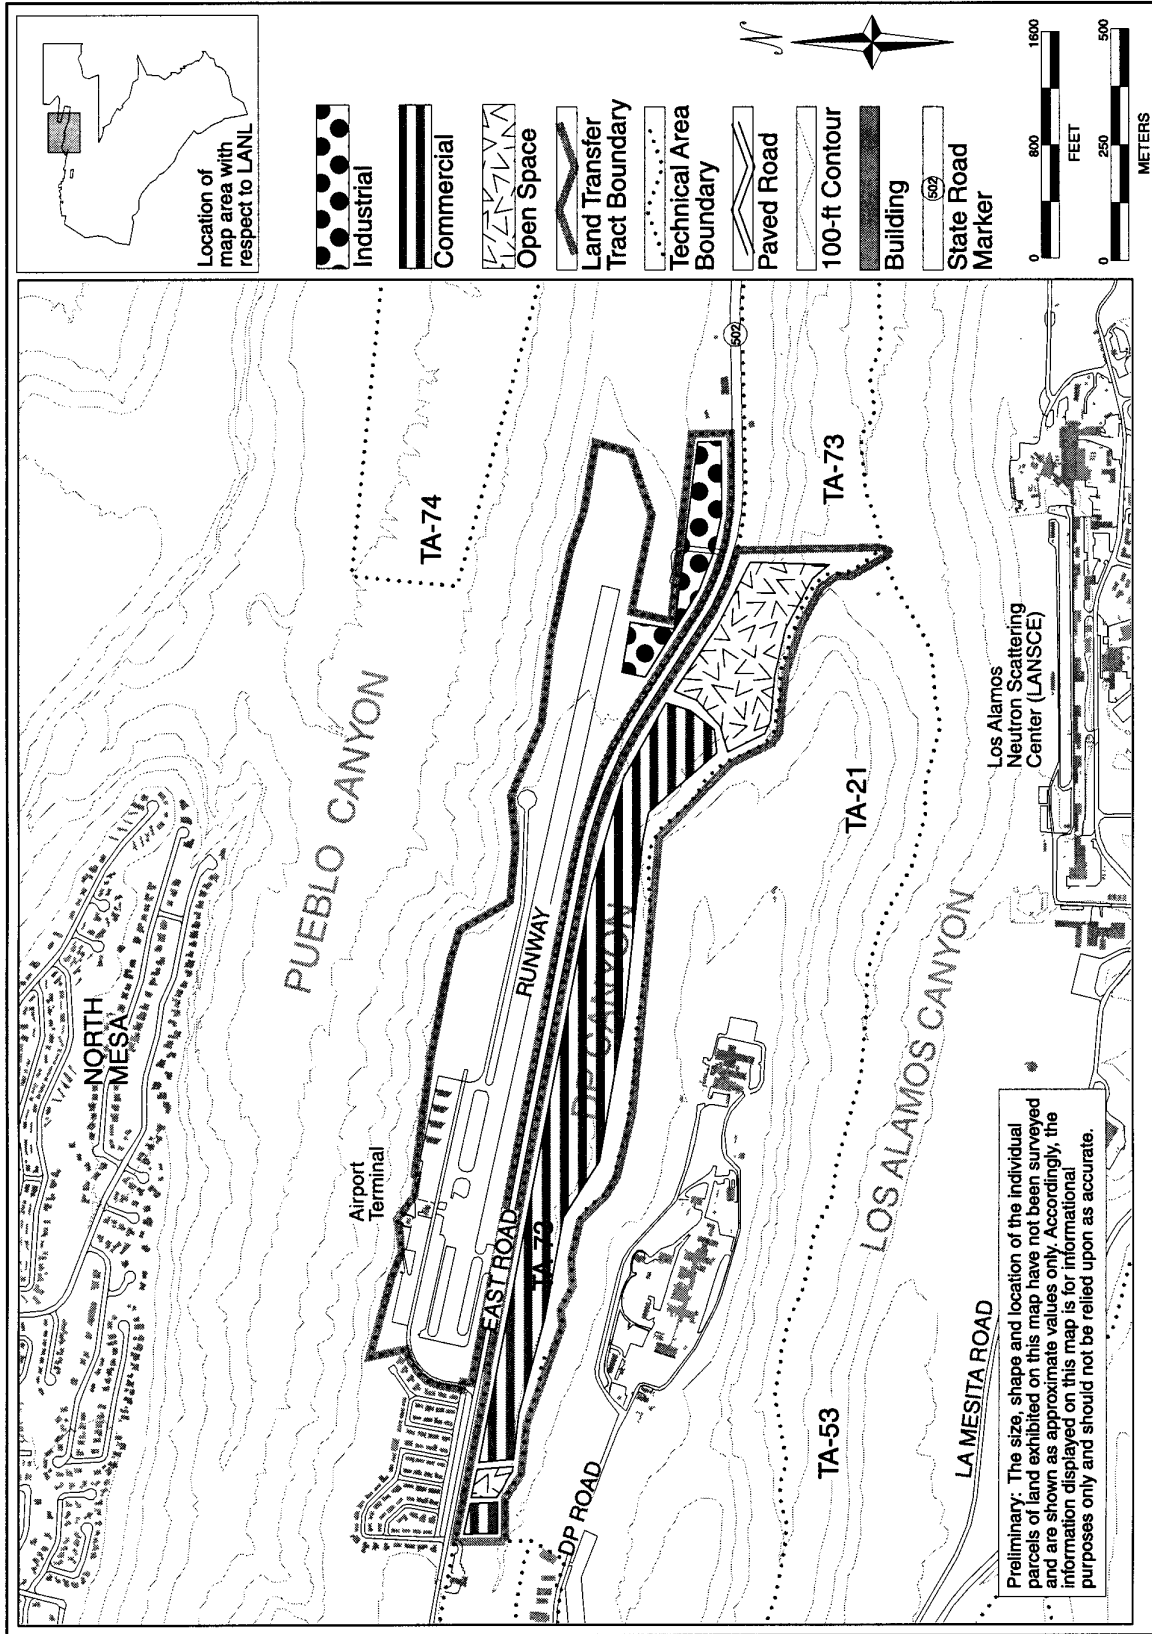 Location of
map area with
respect to LANL
Industrial
Commercial
Open Space
Land Transfer
Tract Boundary
Technical Area
Boundary
Paved Road
100-ft Contour
Building
502
State Road
Marker
N
0 800 1600
FEET
0 250 500
METERS
NORTH
MESA
PUEBLO CANYON
TA-74
Airport
Terminal
RUNWAY
EAST ROAD
TA-73
DP CANYON
502
TA-73
TA-21
DP ROAD
LOS ALAMOS CANYON
TA-53
LA MESITA ROAD
Los Alamos
Neutron Scattering
Center (LANSCE)
Preliminary: The size, shape and location of the individual
parcels of land exhibited on this map have not been surveyed
and are shown as approximate values only. Accordingly, the
information displayed on this map is for informational
purposes only and should not be relied upon as accurate.